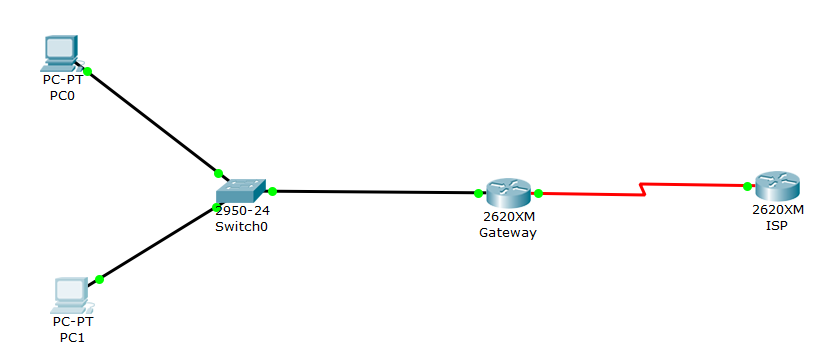 PC-PT
PC0
2950-24
Switch0
2620XM
Gateway
2620XM
ISP
PC-PT
PC1